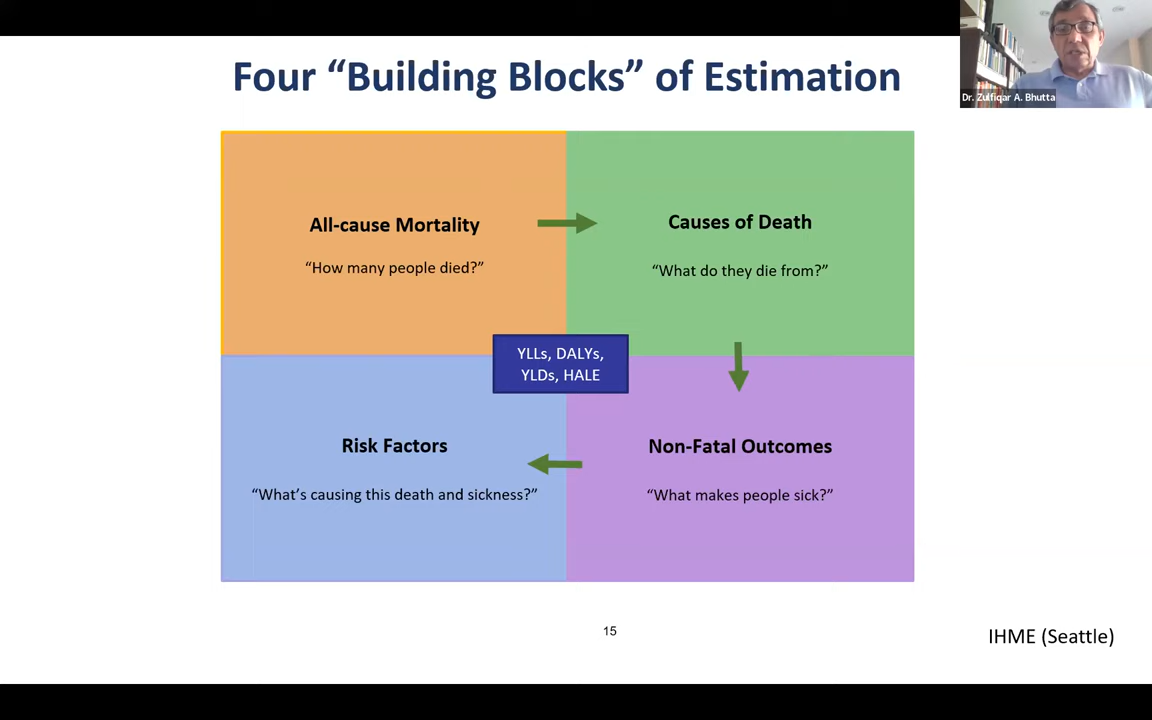 Four “Building Blocks” of Estimation
Dr. Zulfiqar A. Bhutta
All-cause Mortality
“How many people died?”
Causes of Death
“What do they die from?”
YLLs, DALYs,
YLDs, HALE
Risk Factors
“What’s causing this death and sickness?”
Non-Fatal Outcomes
“What makes people sick?”
15
IHME (Seattle)